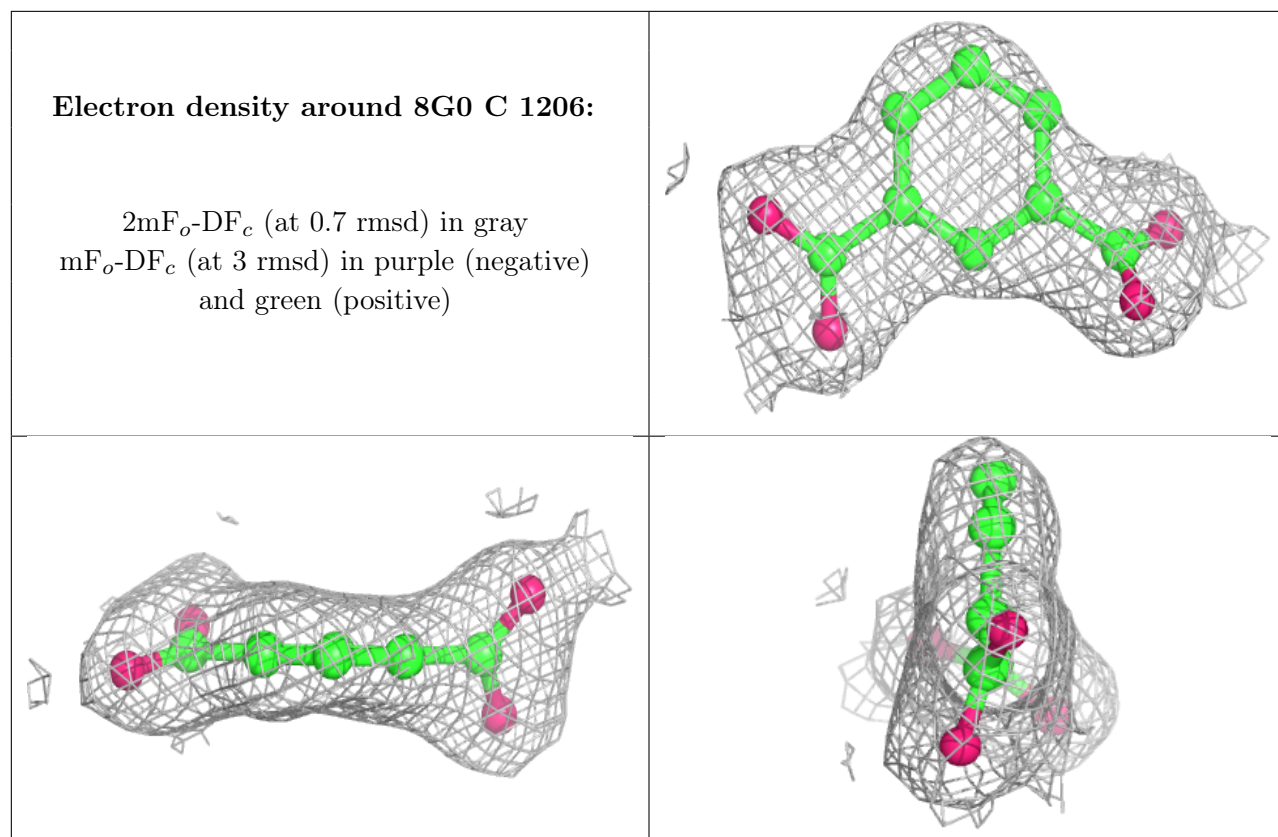 Electron density around 8G0 C 1206:
2mFo-DFc (at 0.7 rmsd) in gray
mFo-DFc (at 3 rmsd) in purple (negative)
and green (positive)